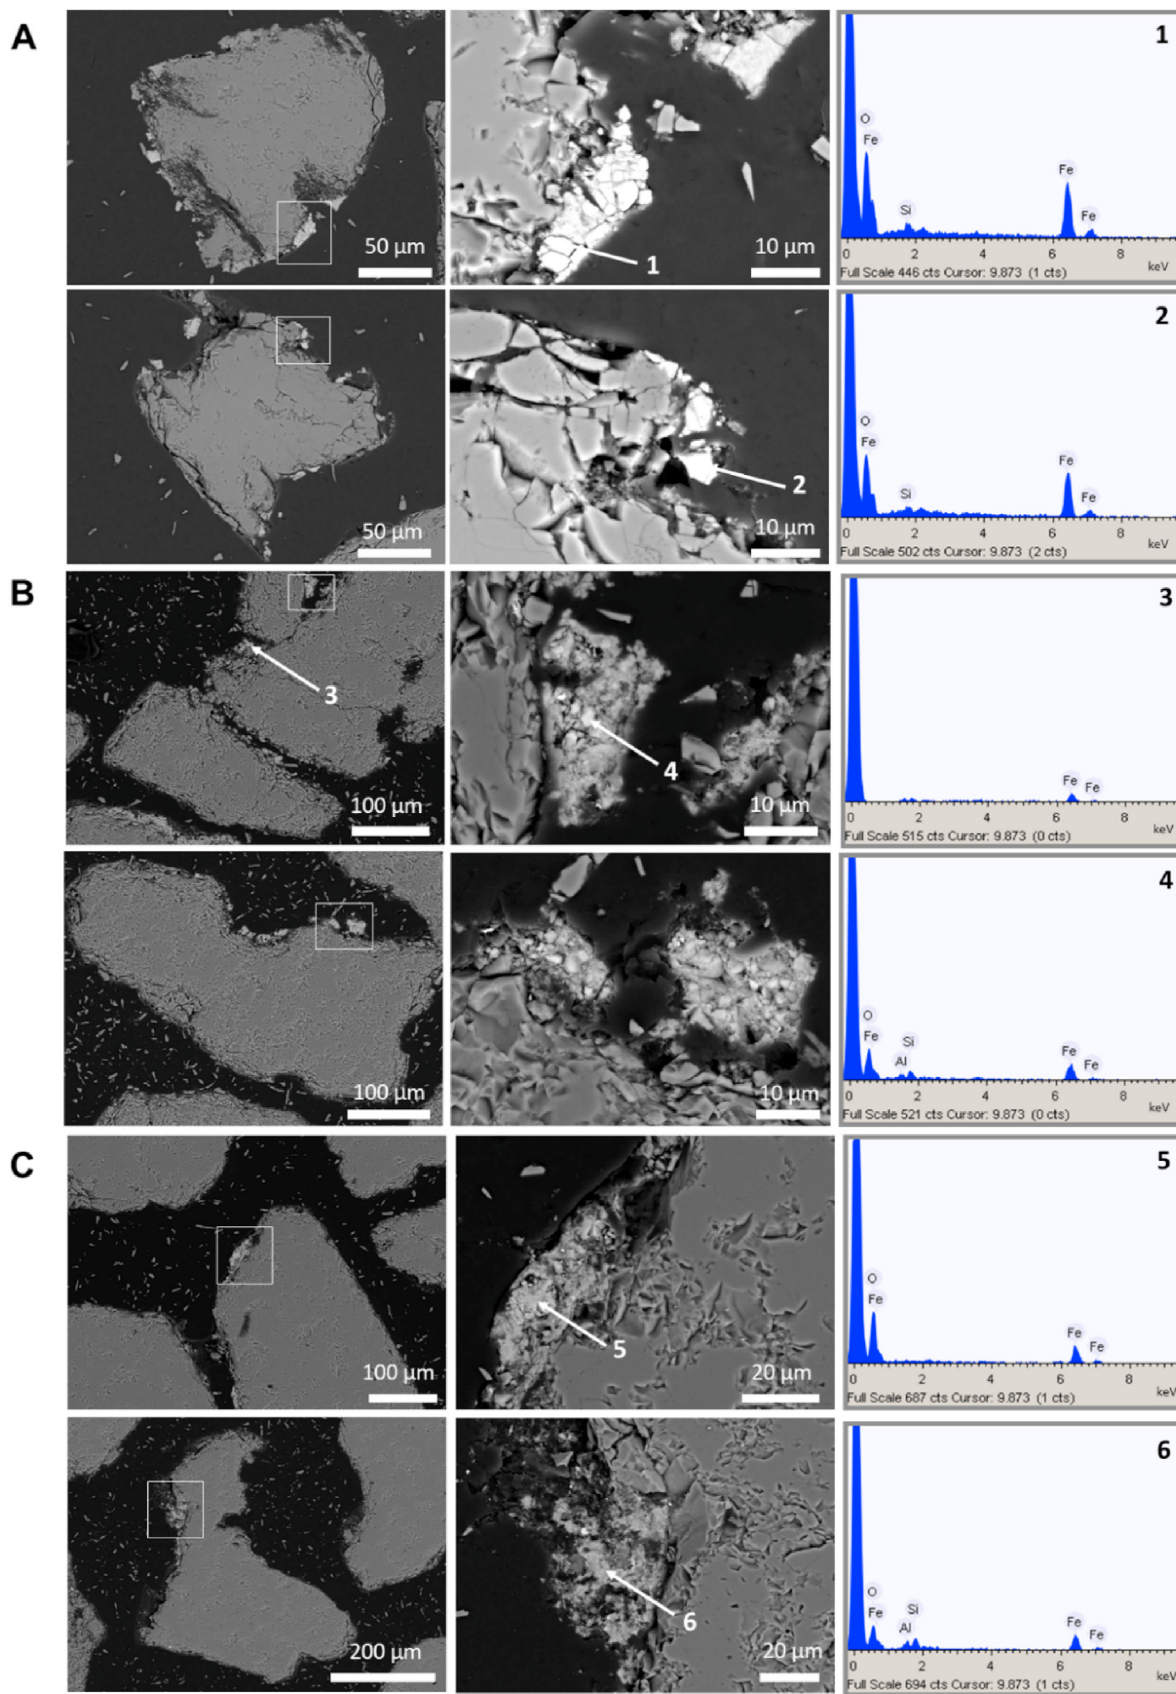 A
50 µm
1
10 µm
1
O
Fe
Si
Fe
Fe
0 2 4 6 8
keV
Full Scale 446 cts Cursor: 9.873 (1 cts)
50 µm
2
10 µm
2
O
Fe
Si
Fe
Fe
0 2 4 6 8
keV
Full Scale 502 cts Cursor: 9.873 (2 cts)
B
3
100 µm
4
10 µm
3
Fe
Fe
0 2 4 6 8
keV
Full Scale 515 cts Cursor: 9.873 (0 cts)
100 µm
10 µm
4
O
Fe
Si
Al
Fe
Fe
0 2 4 6 8
keV
Full Scale 521 cts Cursor: 9.873 (0 cts)
C
100 µm
5
20 µm
5
O
Fe
Fe
Fe
0 2 4 6 8
keV
Full Scale 687 cts Cursor: 9.873 (1 cts)
200 µm
6
20 µm
6
O
Fe
Si
Al
Fe
Fe
0 2 4 6 8
keV
Full Scale 694 cts Cursor: 9.873 (1 cts)